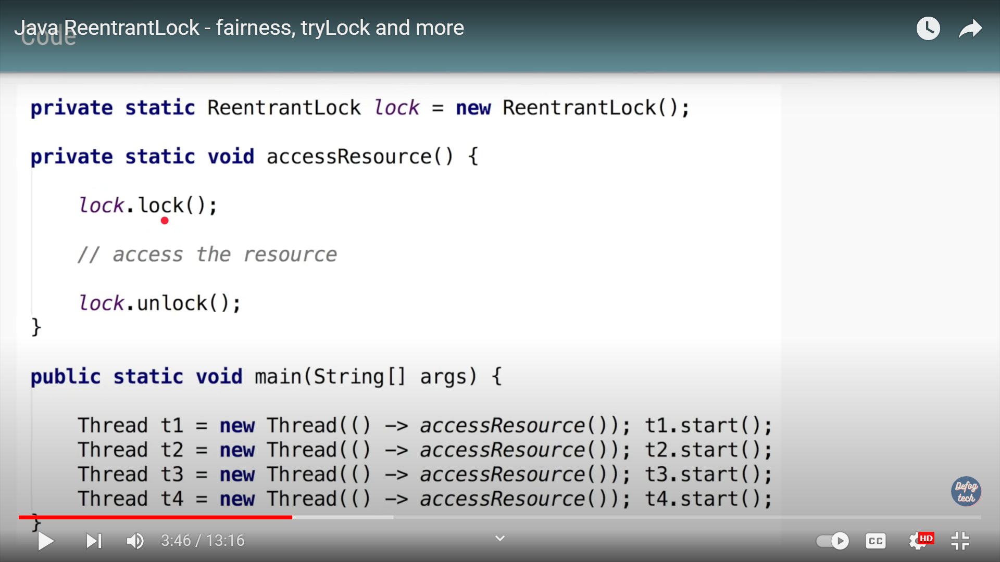 Java ReentrantLock - fairness, tryLock and more
Code
private static ReentrantLock lock = new ReentrantLock();
private static void accessResource() {
lock.lock();
// access the resource
lock.unlock();
}
public static void main(String[] args) {
Thread t1 = new Thread(() -> accessResource()); t1.start();
Thread t2 = new Thread(() -> accessResource()); t2.start();
Thread t3 = new Thread(() -> accessResource()); t3.start();
Thread t4 = new Thread(() -> accessResource()); t4.start();
}
Defog
tech
3:46 / 13:16
CC
HD